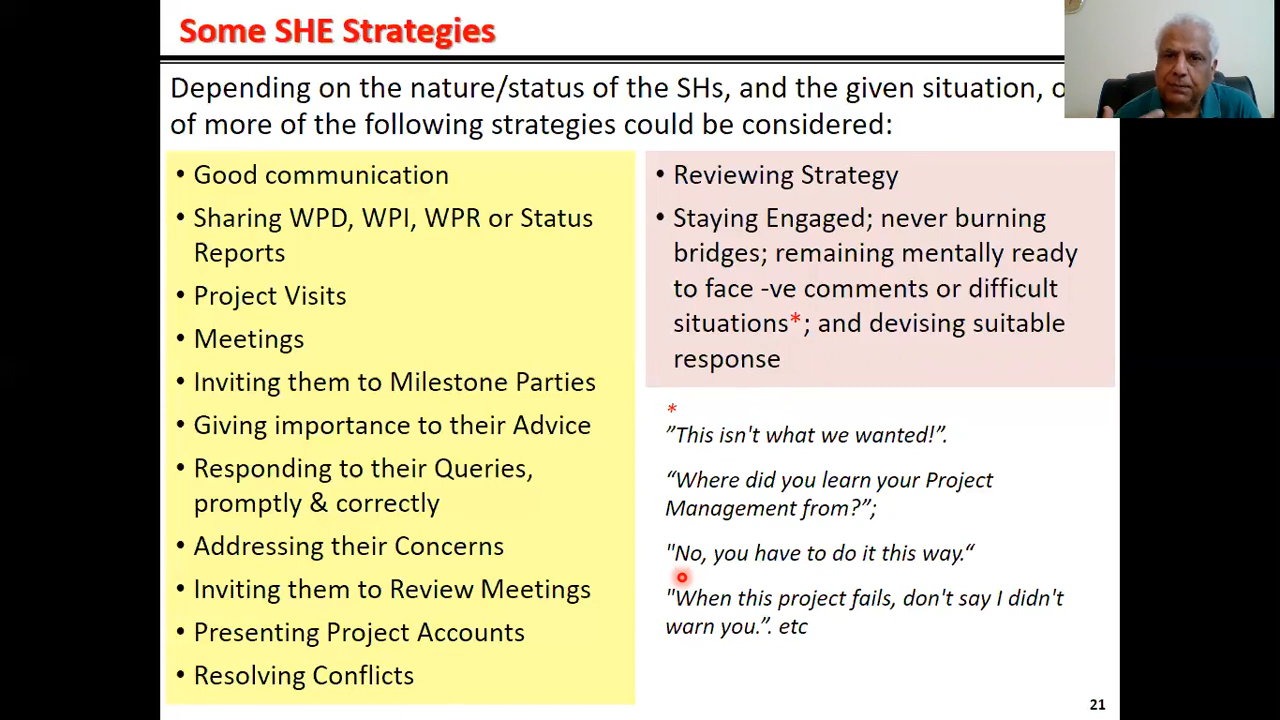 Some SHE Strategies
Depending on the nature/status of the SHs, and the given situation,
of more of the following strategies could be considered:
• Good communication
• Sharing WPD, WPI, WPR or Status
Reports
• Project Visits
• Meetings
• Inviting them to Milestone Parties
• Giving importance to their Advice
• Responding to their Queries,
promptly & correctly
• Addressing their Concerns
• Inviting them to Review Meetings
• Presenting Project Accounts
• Resolving Conflicts
• Reviewing Strategy
• Staying Engaged; never burning
bridges; remaining mentally ready
to face -ve comments or difficult
situations*; and devising suitable
response
*
”This isn't what we wanted!”.
“Where did you learn your Project
Management from?”;
"No, you have to do it this way.“
"When this project fails, don't say I didn't
warn you.”. etc
21